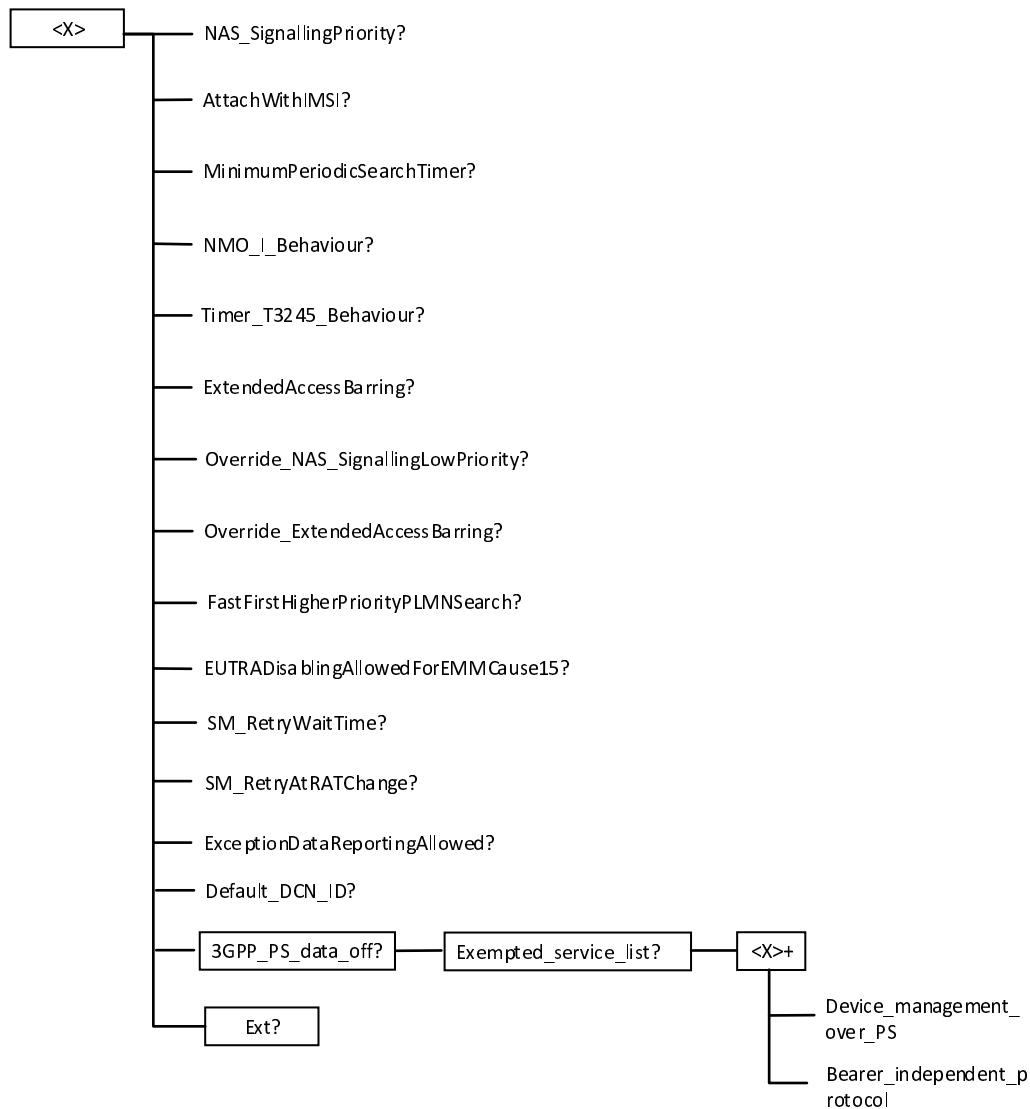 <X>
NAS_SignallingPriority?
AttachWithIMSI?
MinimumPeriodicSearchTimer?
NMO_I_Behaviour?
Timer_T3245_Behaviour?
ExtendedAccessBarring?
Override_NAS_SignallingLowPriority?
Override_ExtendedAccessBarring?
FastFirstHigherPriorityPLMNSearch?
EUTRADisablingAllowedForEMMCause15?
SM_RetryWaitTime?
SM_RetryAtRATChange?
ExceptionDataReportingAllowed?
Default_DCN_ID?
3GPP_PS_data_off?
Exempted_service_list?
<X>+
Device_management_
over_PS
Bearer_independent_p
rotocol
Ext?